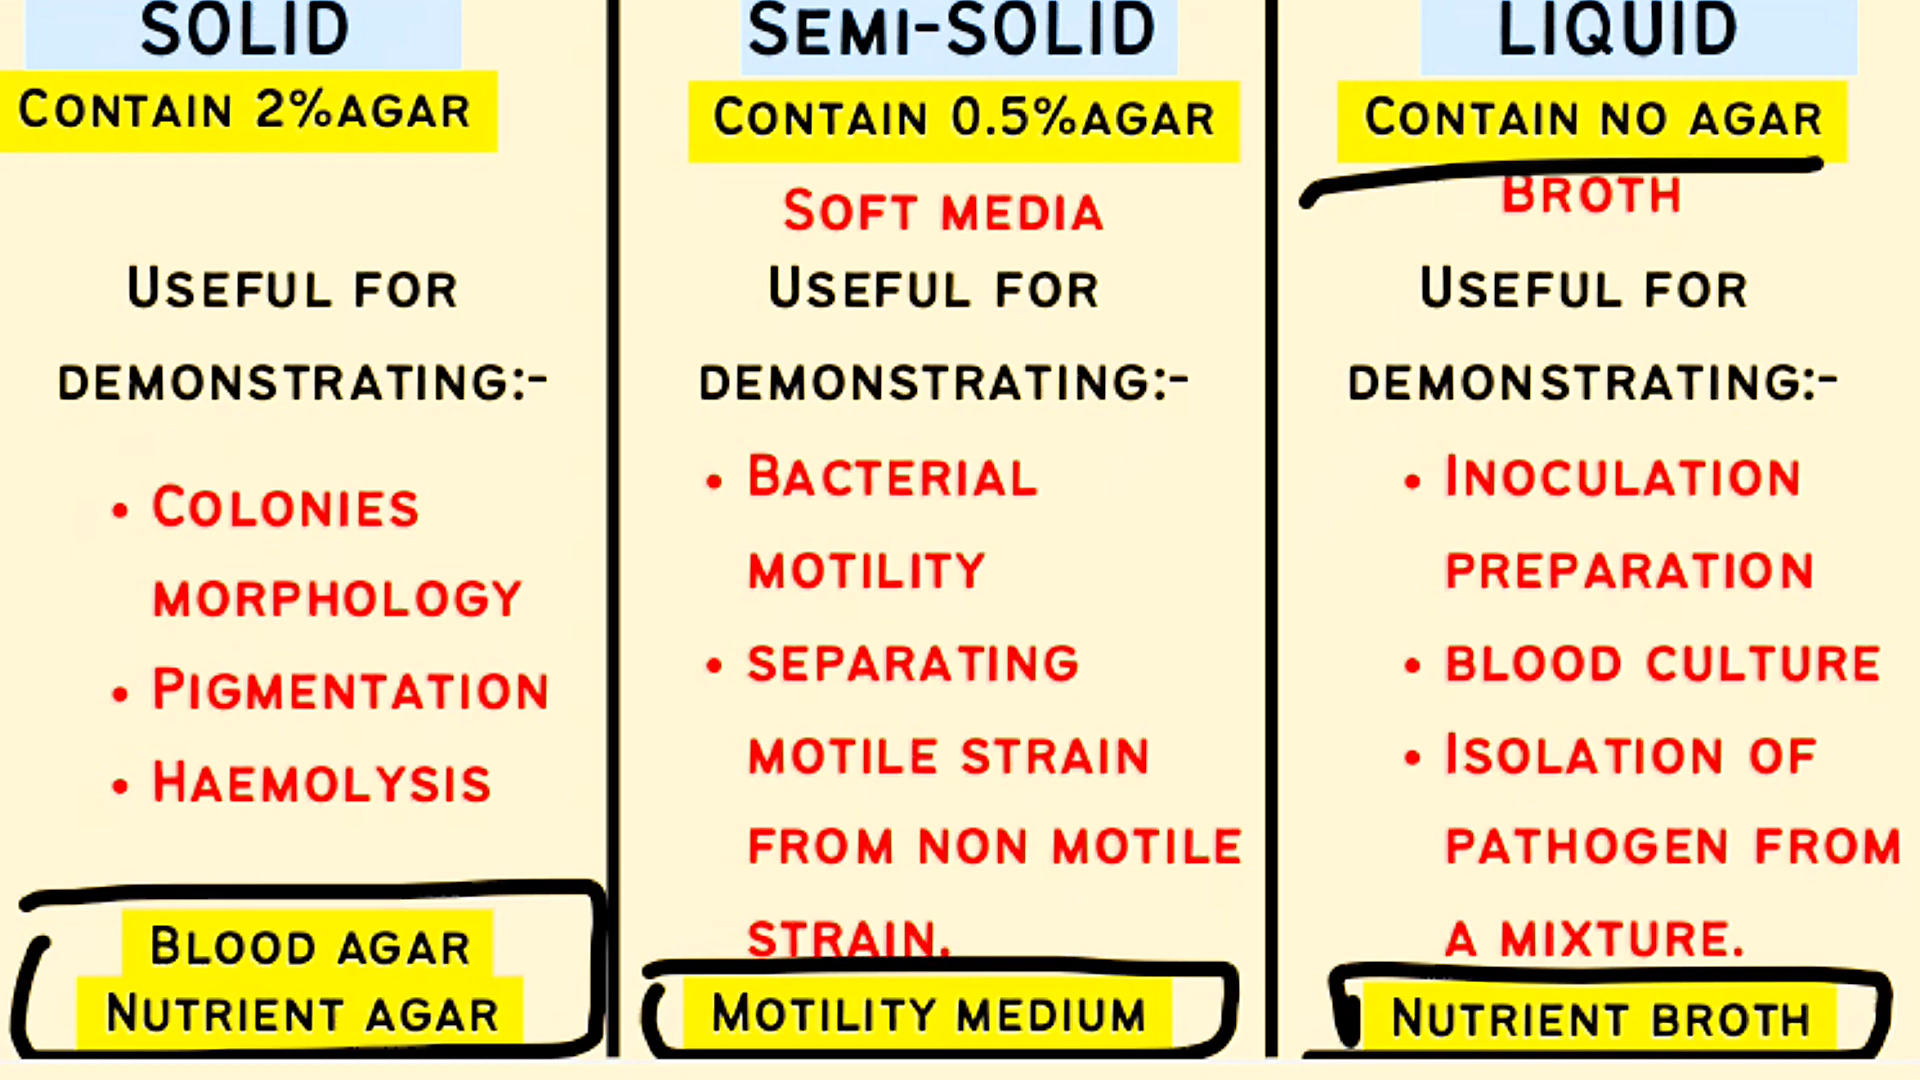 SOLID
CONTAIN 2%AGAR
USEFUL FOR
DEMONSTRATING:-
• COLONIES
MORPHOLOGY
• PIGMENTATION
• HAEMOLYSIS
BLOOD AGAR
NUTRIENT AGAR
SEMI-SOLID
CONTAIN 0.5%AGAR
SOFT MEDIA
USEFUL FOR
DEMONSTRATING:-
• BACTERIAL
MOTILITY
• SEPARATING
MOTILE STRAIN
FROM NON MOTILE
STRAIN.
MOTILITY MEDIUM
LIQUID
CONTAIN NO AGAR
BROTH
USEFUL FOR
DEMONSTRATING:-
• INOCULATION
PREPARATION
• BLOOD CULTURE
• ISOLATION OF
PATHOGEN FROM
A MIXTURE.
NUTRIENT BROTH